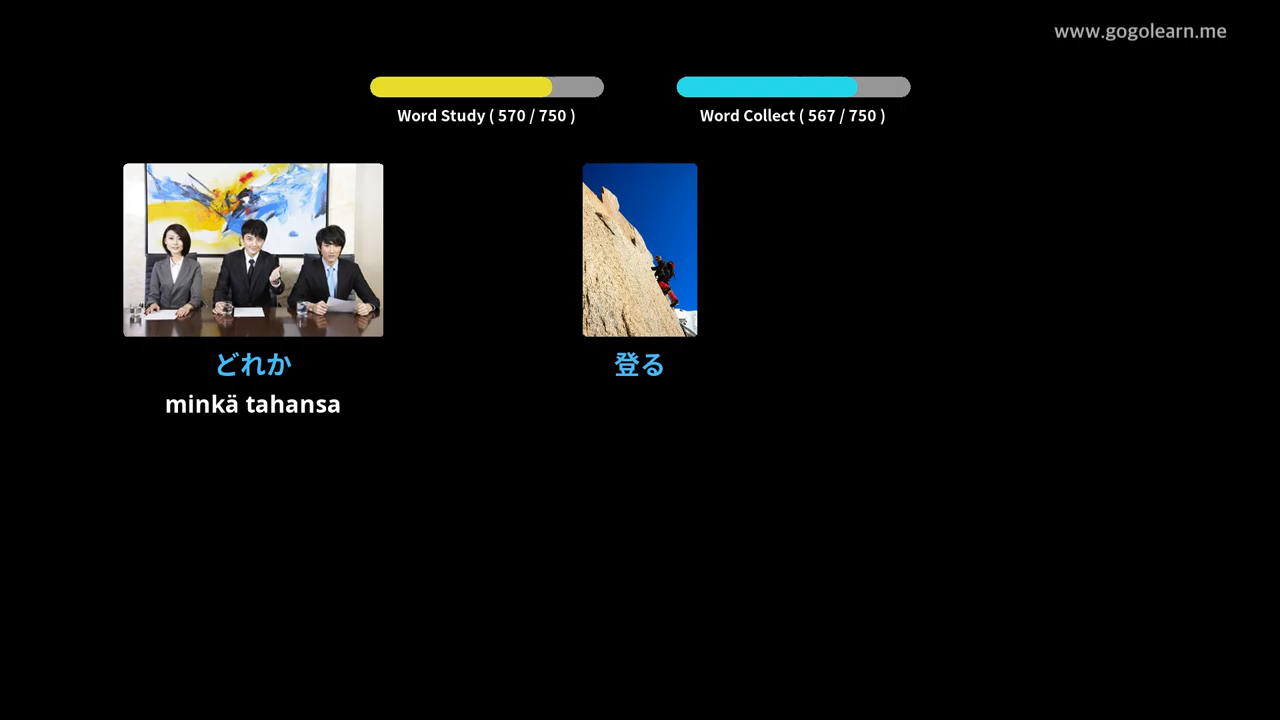 www.gogolearn.me
Word Study ( 570 / 750 )
Word Collect ( 567 / 750 )
どれか
登る
minkä tahansa